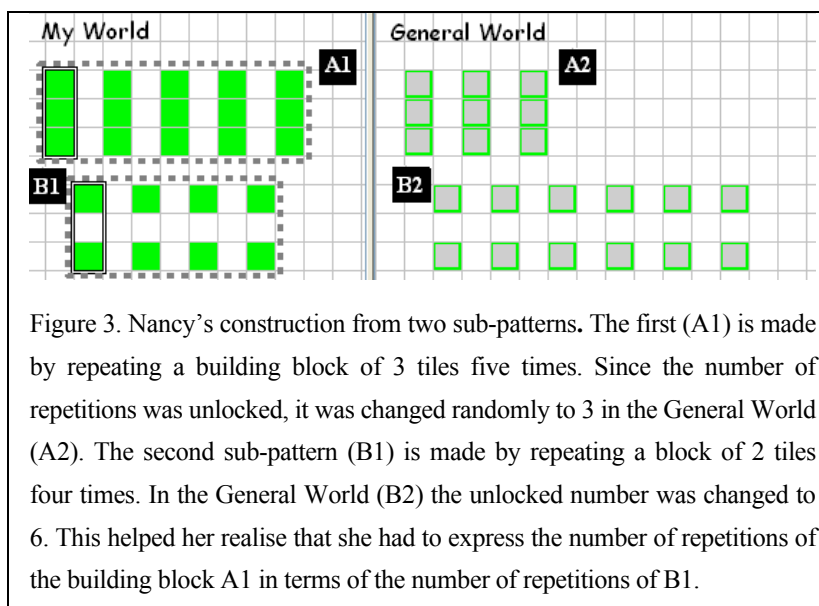 My World
General World
A1
A2
B1
B2
Figure 3. Nancy's construction from two sub-patterns. The first (A1) is made
by repeating a building block of 3 tiles five times. Since the number of
repetitions was unlocked, it was changed randomly to 3 in the General World
(A2). The second sub-pattern (B1) is made by repeating a block of 2 tiles
four times. In the General World (B2) the unlocked number was changed to
6. This helped her realise that she had to express the number of repetitions of
the building block A1 in terms of the number of repetitions of B1.